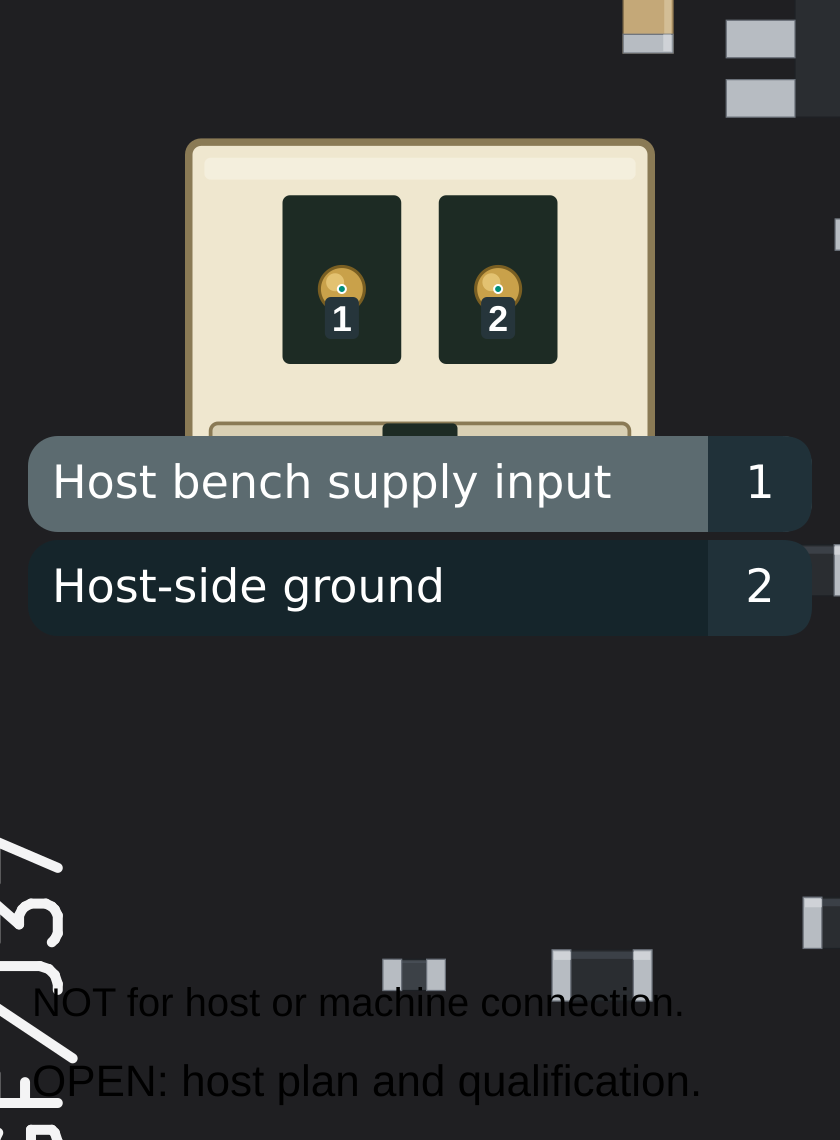 1 2
Host bench supply input 1
Host-side ground 2
NOT for host or machine connection.
OPEN: host plan and qualification.